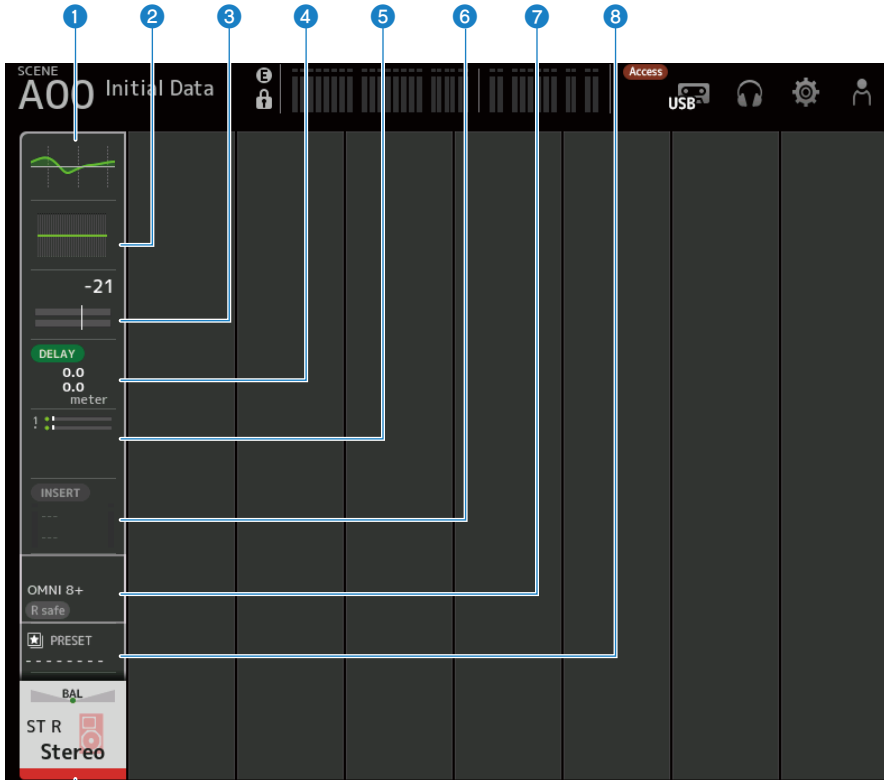 1 2 3 4 5 6 7 8
SCENE
A00 Initial Data
E
Access
USB
-21
DELAY
0.0
0.0
meter
!
INSERT
---
---
OMNI 8+
R safe
PRESET
--------
BAL
ST R
Stereo